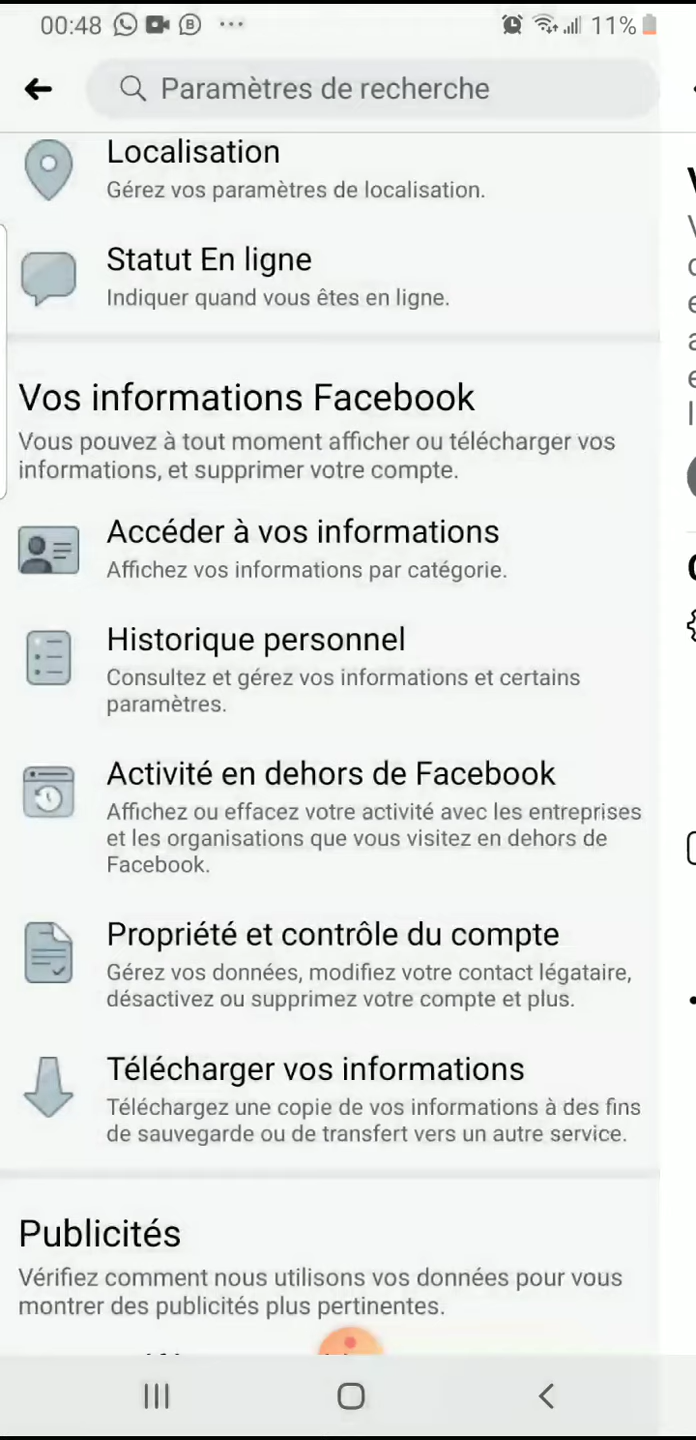 00:48
11%
Paramètres de recherche
Localisation
Gérez vos paramètres de localisation.
Statut En ligne
Indiquer quand vous êtes en ligne.
Vos informations Facebook
Vous pouvez à tout moment afficher ou télécharger vos
informations, et supprimer votre compte.
Accéder à vos informations
Affichez vos informations par catégorie.
Historique personnel
Consultez et gérez vos informations et certains
paramètres.
Activité en dehors de Facebook
Affichez ou effacez votre activité avec les entreprises
et les organisations que vous visitez en dehors de
Facebook.
Propriété et contrôle du compte
Gérez vos données, modifiez votre contact légataire,
désactivez ou supprimez votre compte et plus.
Télécharger vos informations
Téléchargez une copie de vos informations à des fins
de sauvegarde ou de transfert vers un autre service.
Publicités
Vérifiez comment nous utilisons vos données pour vous
montrer des publicités plus pertinentes.